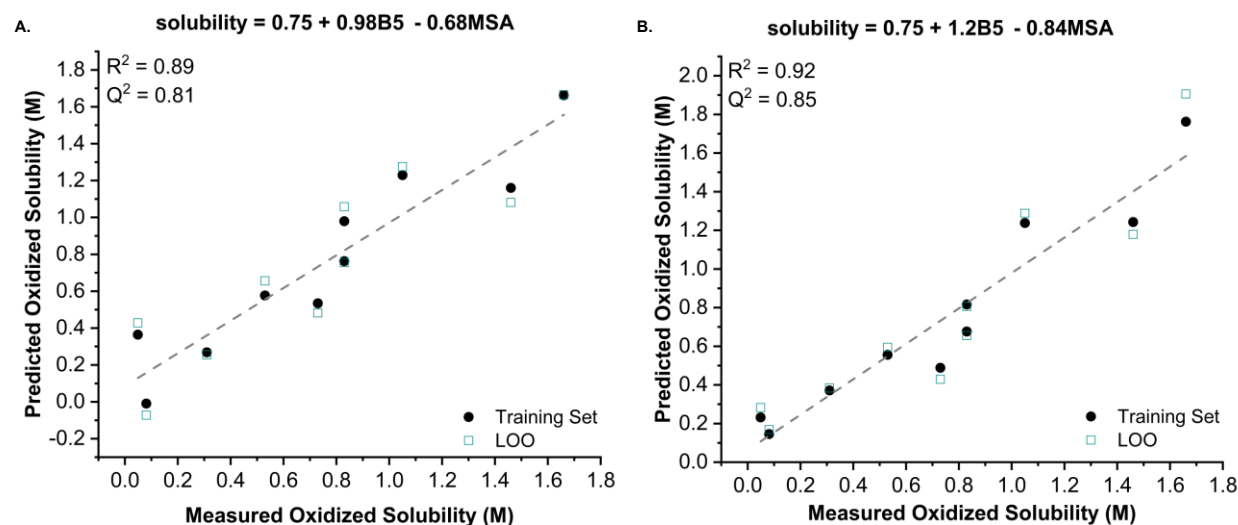 A.
solubility = 0.75 + 0.98B5 - 0.68MSA
R² = 0.89
Q² = 0.81
1.8
1.6
1.4
1.2
1.0
0.8
0.6
0.4
0.2
0.0
-0.2
Predicted Oxidized Solubility (M)
Training Set
LOO
0.0 0.2 0.4 0.6 0.8 1.0 1.2 1.4 1.6 1.8
Measured Oxidized Solubility (M)
B.
solubility = 0.75 + 1.2B5 - 0.84MSA
R² = 0.92
Q² = 0.85
2.0
1.8
1.6
1.4
1.2
1.0
0.8
0.6
0.4
0.2
0.0
Predicted Oxidized Solubility (M)
Training Set
LOO
0.0 0.2 0.4 0.6 0.8 1.0 1.2 1.4 1.6 1.8
Measured Oxidized Solubility (M)